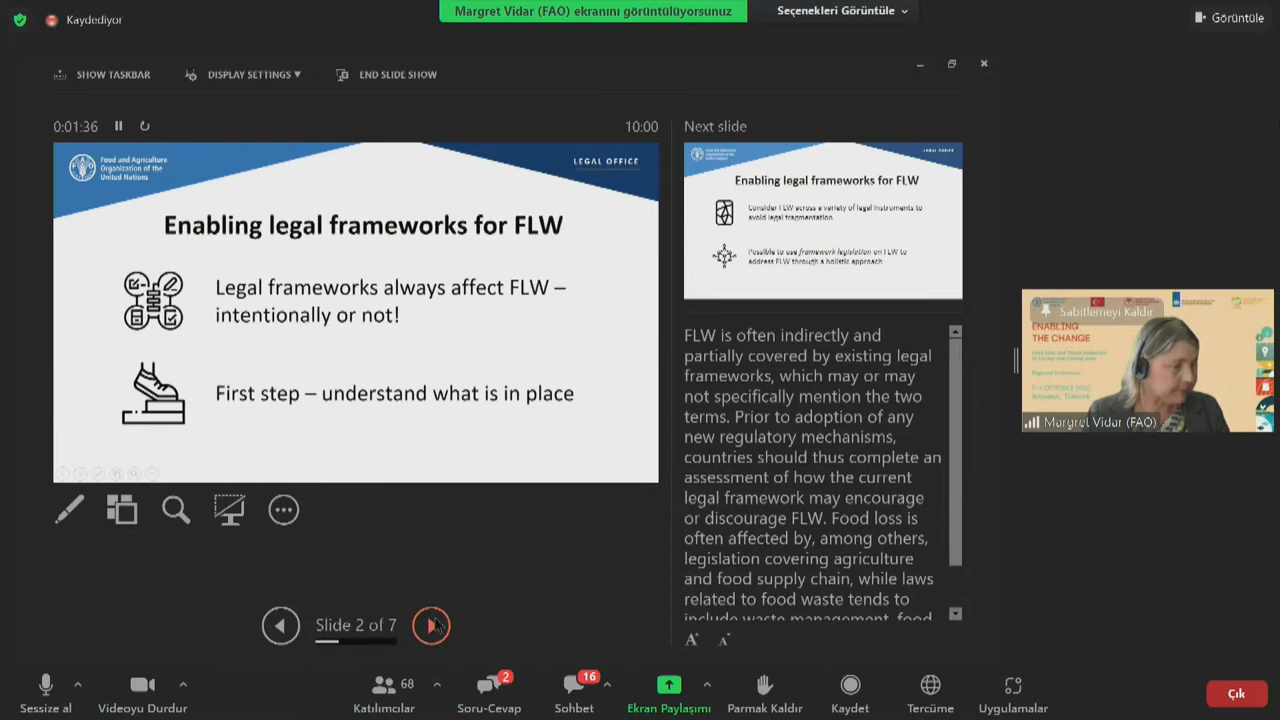 Kaydediyor
Margret Vidar (FAO) ekranını görüntülüyorsunuz
Seçenekleri Görüntüle
Görüntüle
SHOW TASKBAR
DISPLAY SETTINGS ▼
END SLIDE SHOW
0:01:36
10:00
Next slide
Food and Agriculture
Organization of the
United Nations
LEGAL OFFICE
Enabling legal frameworks for FLW
Legal frameworks always affect FLW –
intentionally or not!
First step – understand what is in place
Enabling legal frameworks for FLW
Consider FLW across a variety of legal instruments to
avoid legal fragmentation
Possible to use framework legislation on FLW to
address FLW through a holistic approach
FLW is often indirectly and
partially covered by existing legal
frameworks, which may or may
not specifically mention the two
terms. Prior to adoption of any
new regulatory mechanisms,
countries should thus complete an
assessment of how the current
legal framework may encourage
or discourage FLW. Food loss is
often affected by, among others,
legislation covering agriculture
and food supply chain, while laws
related to food waste tends to
include waste management, food
Slide 2 of 7
Sabitlemeyi Kaldır
ENABLING
THE CHANGE
Margret Vidar (FAO)
Sessize al
Videoyu Durdur
68
Katılımcılar
2
Soru-Cevap
16
Sohbet
Ekran Paylaşımı
Parmak Kaldır
Kaydet
Tercüme
Uygulamalar
Çık